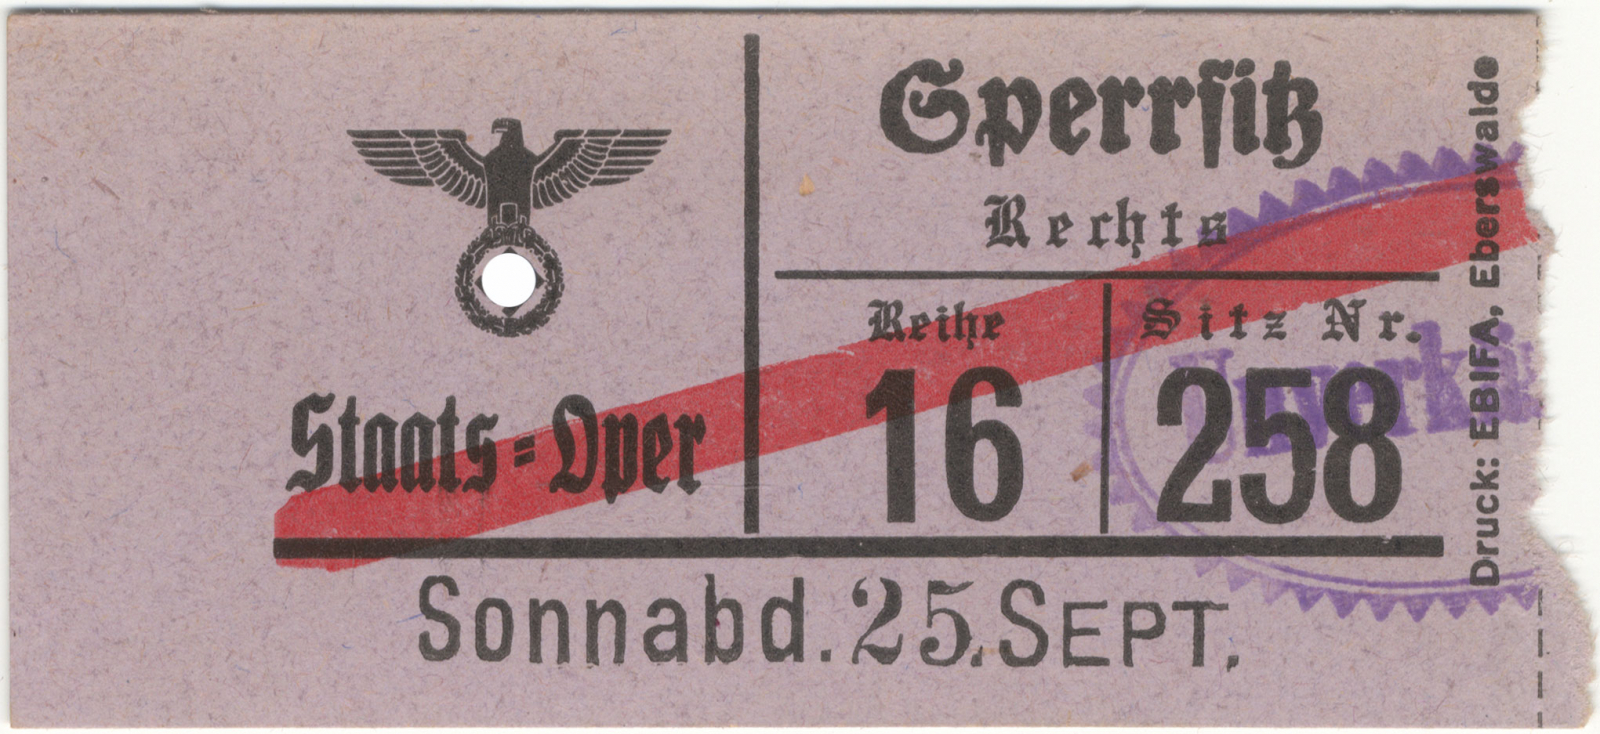 Sperrsitz
Rechts
Reihe
Sitz Nr.
16
258
Staats=Oper
Sonnabd. 25. SEPT.
Druck: EBIFA, Eberswalde